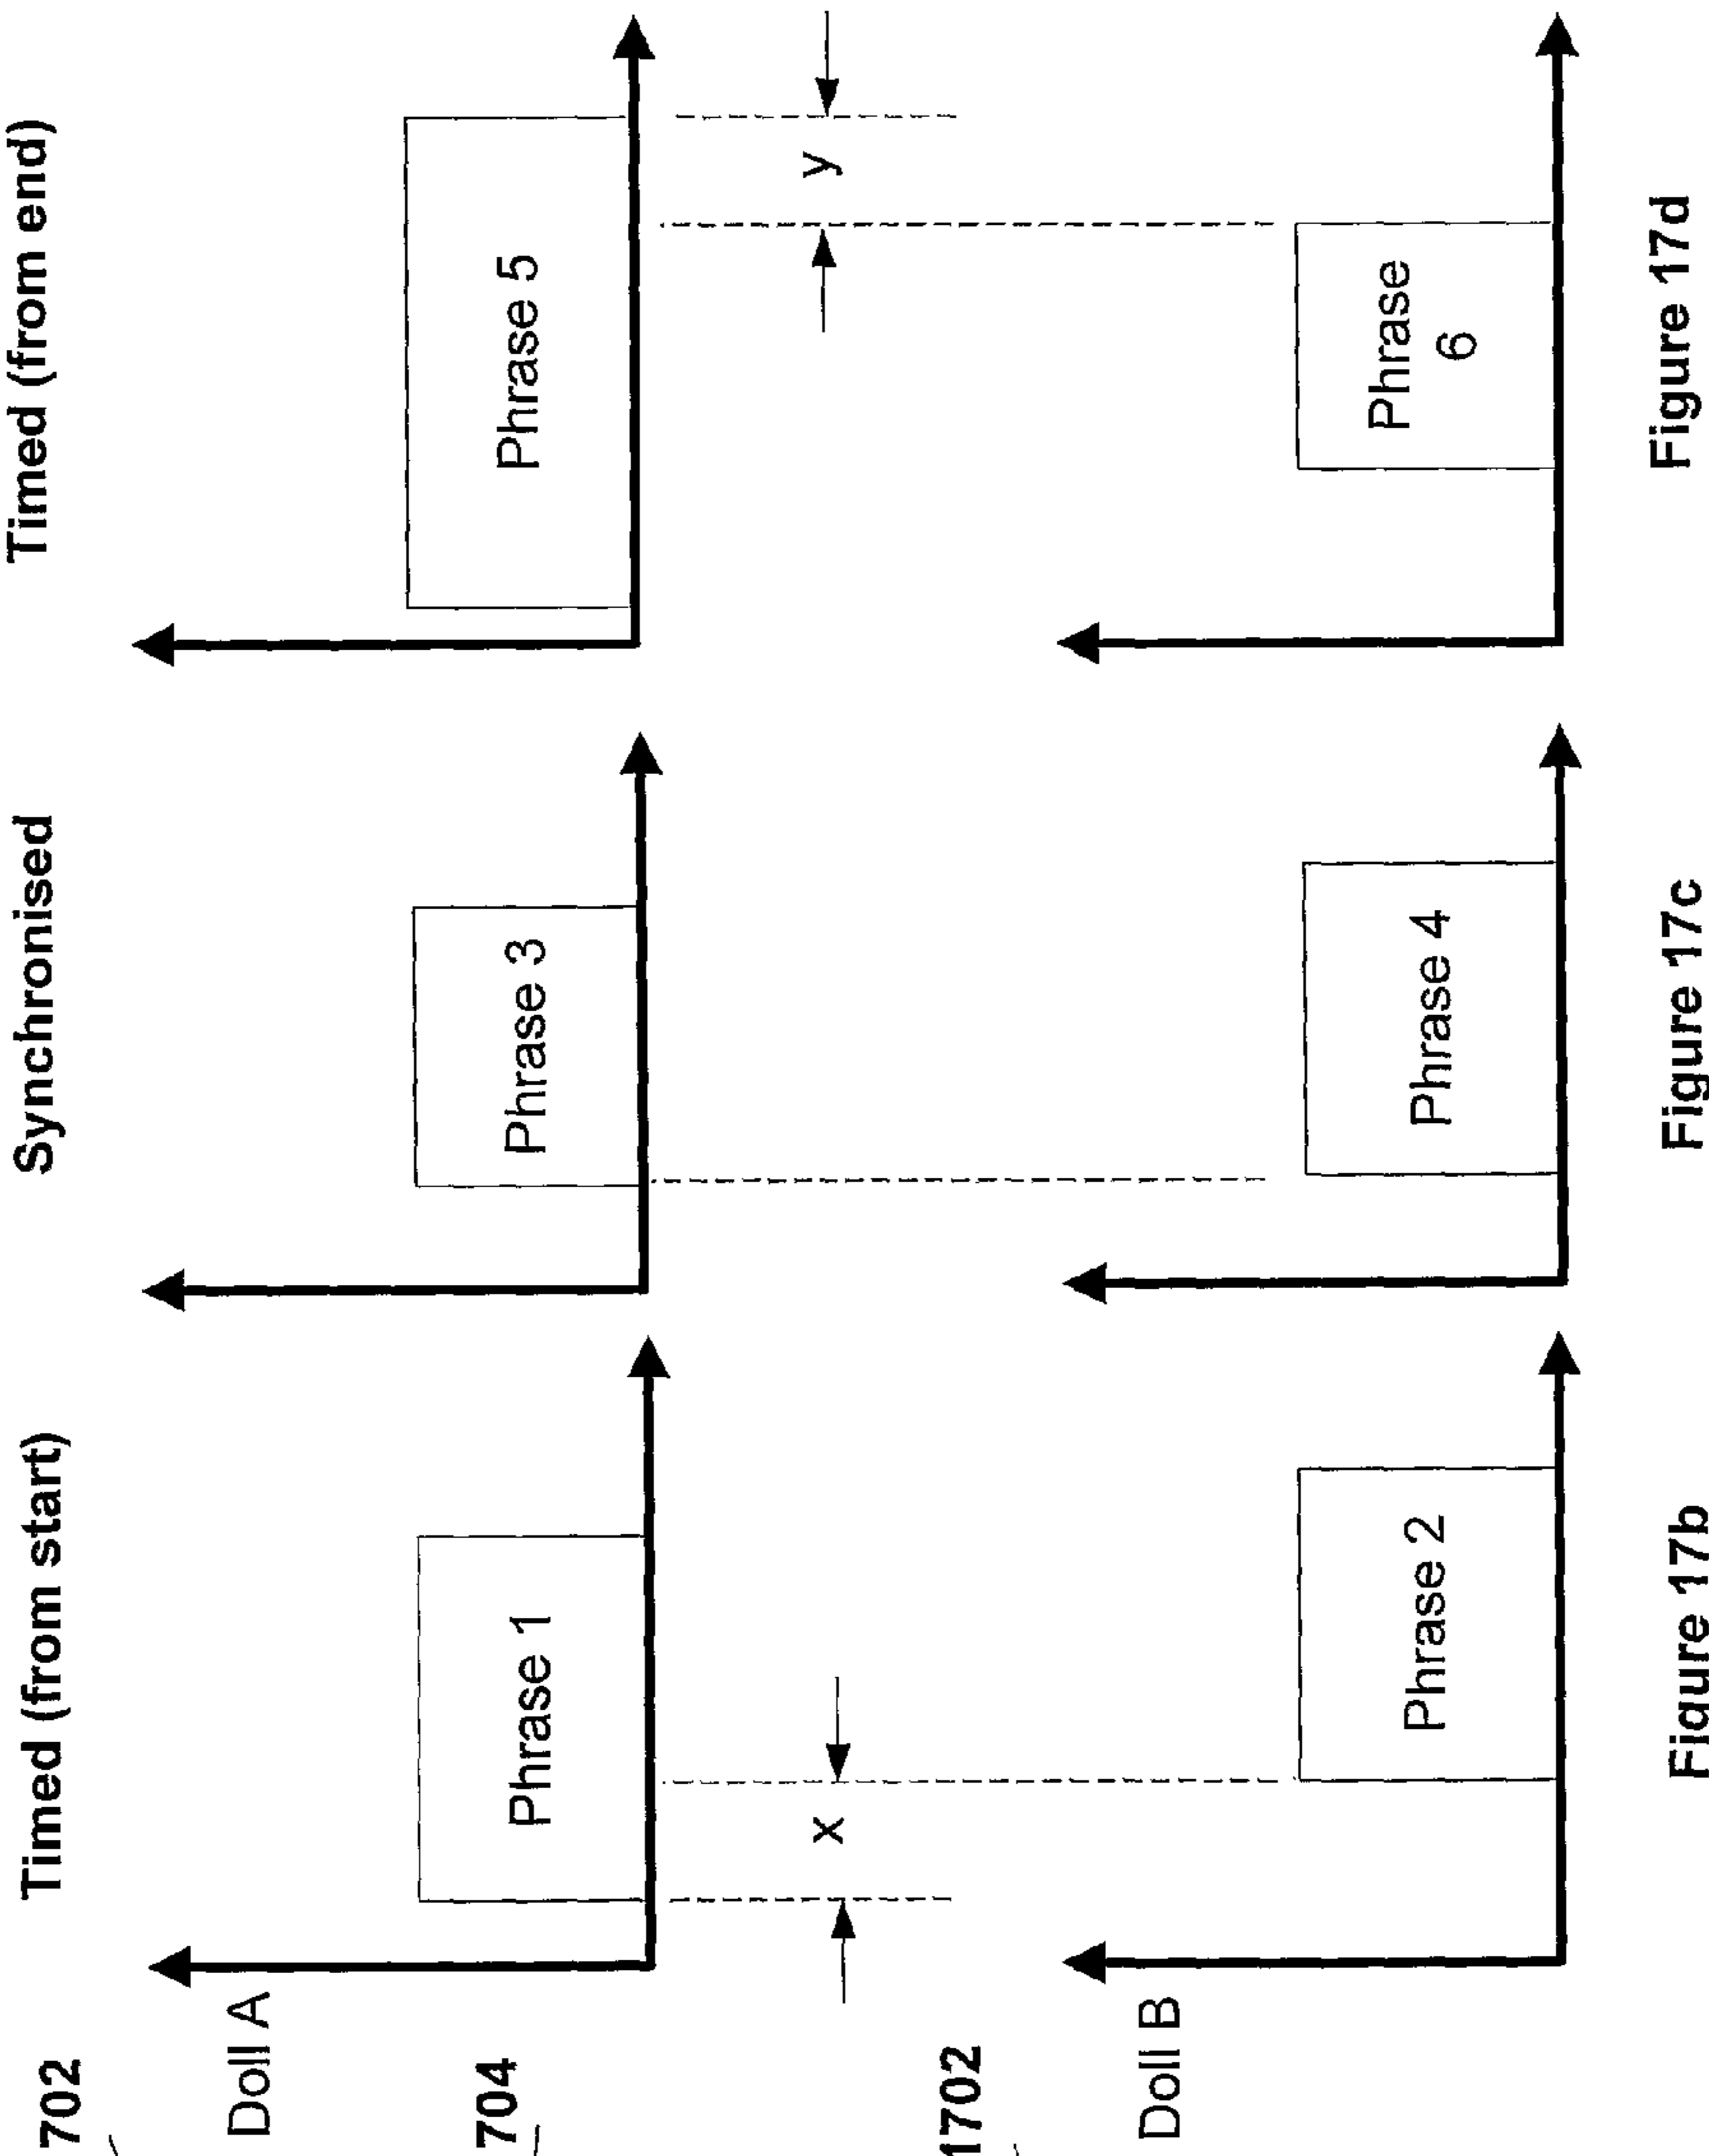 702
Timed (from start)
Synchronised
Timed (from end)
Doll A
704
Phrase 1
Phrase 3
Phrase 5
x
y
1702
Doll B
Phrase 2
Phrase 4
Phrase
6
Figure 17b
Figure 17c
Figure 17d